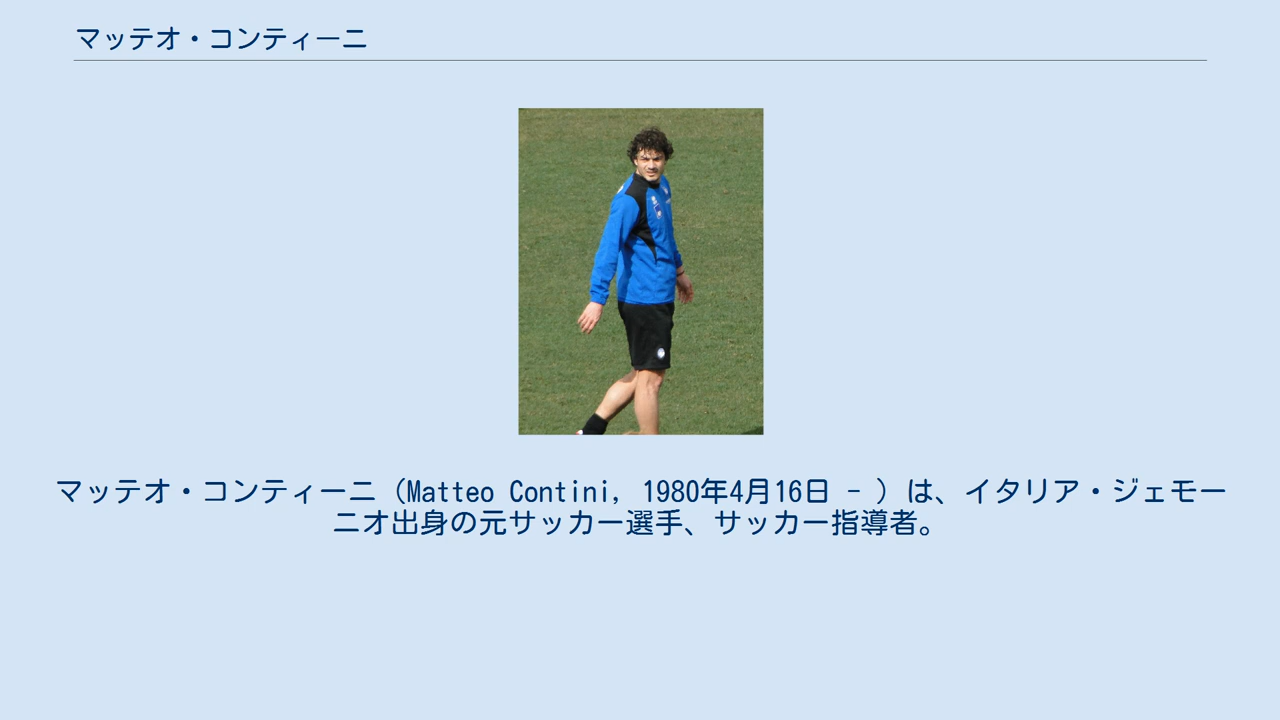 マッテオ・コンティーニ
マッテオ・コンティーニ（Matteo Contini, 1980年4月16日 - ）は、イタリア・ジェモー
ニオ出身の元サッカー選手、サッカー指導者。